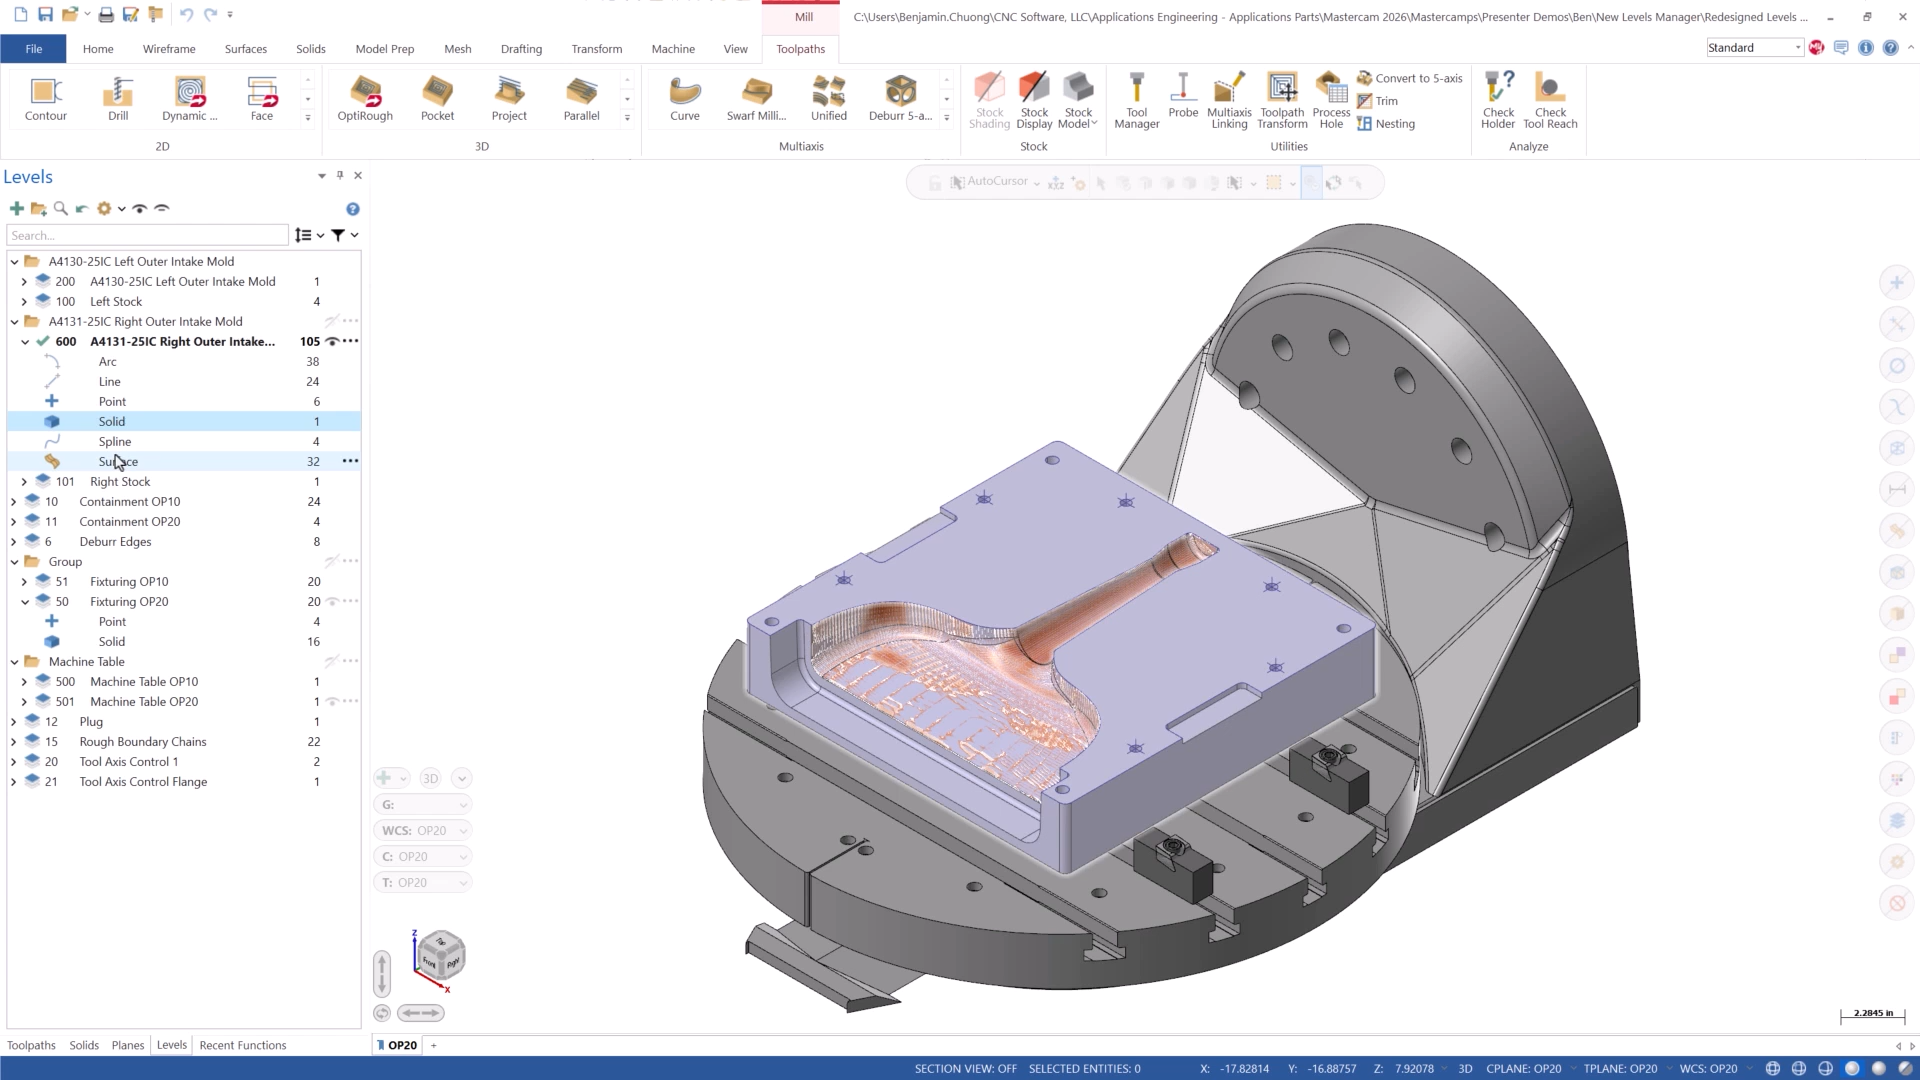 Mill
C:\Users\Benjamin.Chuong\CNC Software, LLC\Applications Engineering - Applications Parts\Mastercam 2026\Mastercamps\Presenter Demos\Ben\New Levels Manager\Redesigned Levels ...
File Home Wireframe Surfaces Solids Model Prep Mesh Drafting Transform Machine View Toolpaths
Standard
Contour Drill Dynamic ... Face
2D
OptiRough Pocket Project Parallel
3D
Curve Swarf Milli... Unified Deburr 5-a...
Multiaxis
Stock Shading Stock Display Stock Model
Stock
Tool Manager Probe Multiaxis Linking Toolpath Transform Process Hole
Convert to 5-axis
Trim
Nesting
Utilities
Check Holder Check Tool Reach
Analyze
Levels
Search...
AutoCursor
A4130-25IC Left Outer Intake Mold
200 A4130-25IC Left Outer Intake Mold 1
100 Left Stock 4
A4131-25IC Right Outer Intake Mold
600 A4131-25IC Right Outer Intake... 105
Arc 38
Line 24
Point 6
Solid 1
Spline 4
Surface 32
101 Right Stock 1
10 Containment OP10 24
11 Containment OP20 4
6 Deburr Edges 8
Group
51 Fixturing OP10 20
50 Fixturing OP20 20
Point 4
Solid 16
Machine Table
500 Machine Table OP10 1
501 Machine Table OP20 1
12 Plug 1
15 Rough Boundary Chains 22
20 Tool Axis Control 1 2
21 Tool Axis Control Flange 1
3D
G:
WCS: OP20
C: OP20
T: OP20
Z
Top
Front Right
X
2.2845 in
Toolpaths Solids Planes Levels Recent Functions
OP20 +
SECTION VIEW: OFF SELECTED ENTITIES: 0 X: -17.82814 Y: -16.88757 Z: 7.92078 3D CPLANE: OP20 TPLANE: OP20 WCS: OP20